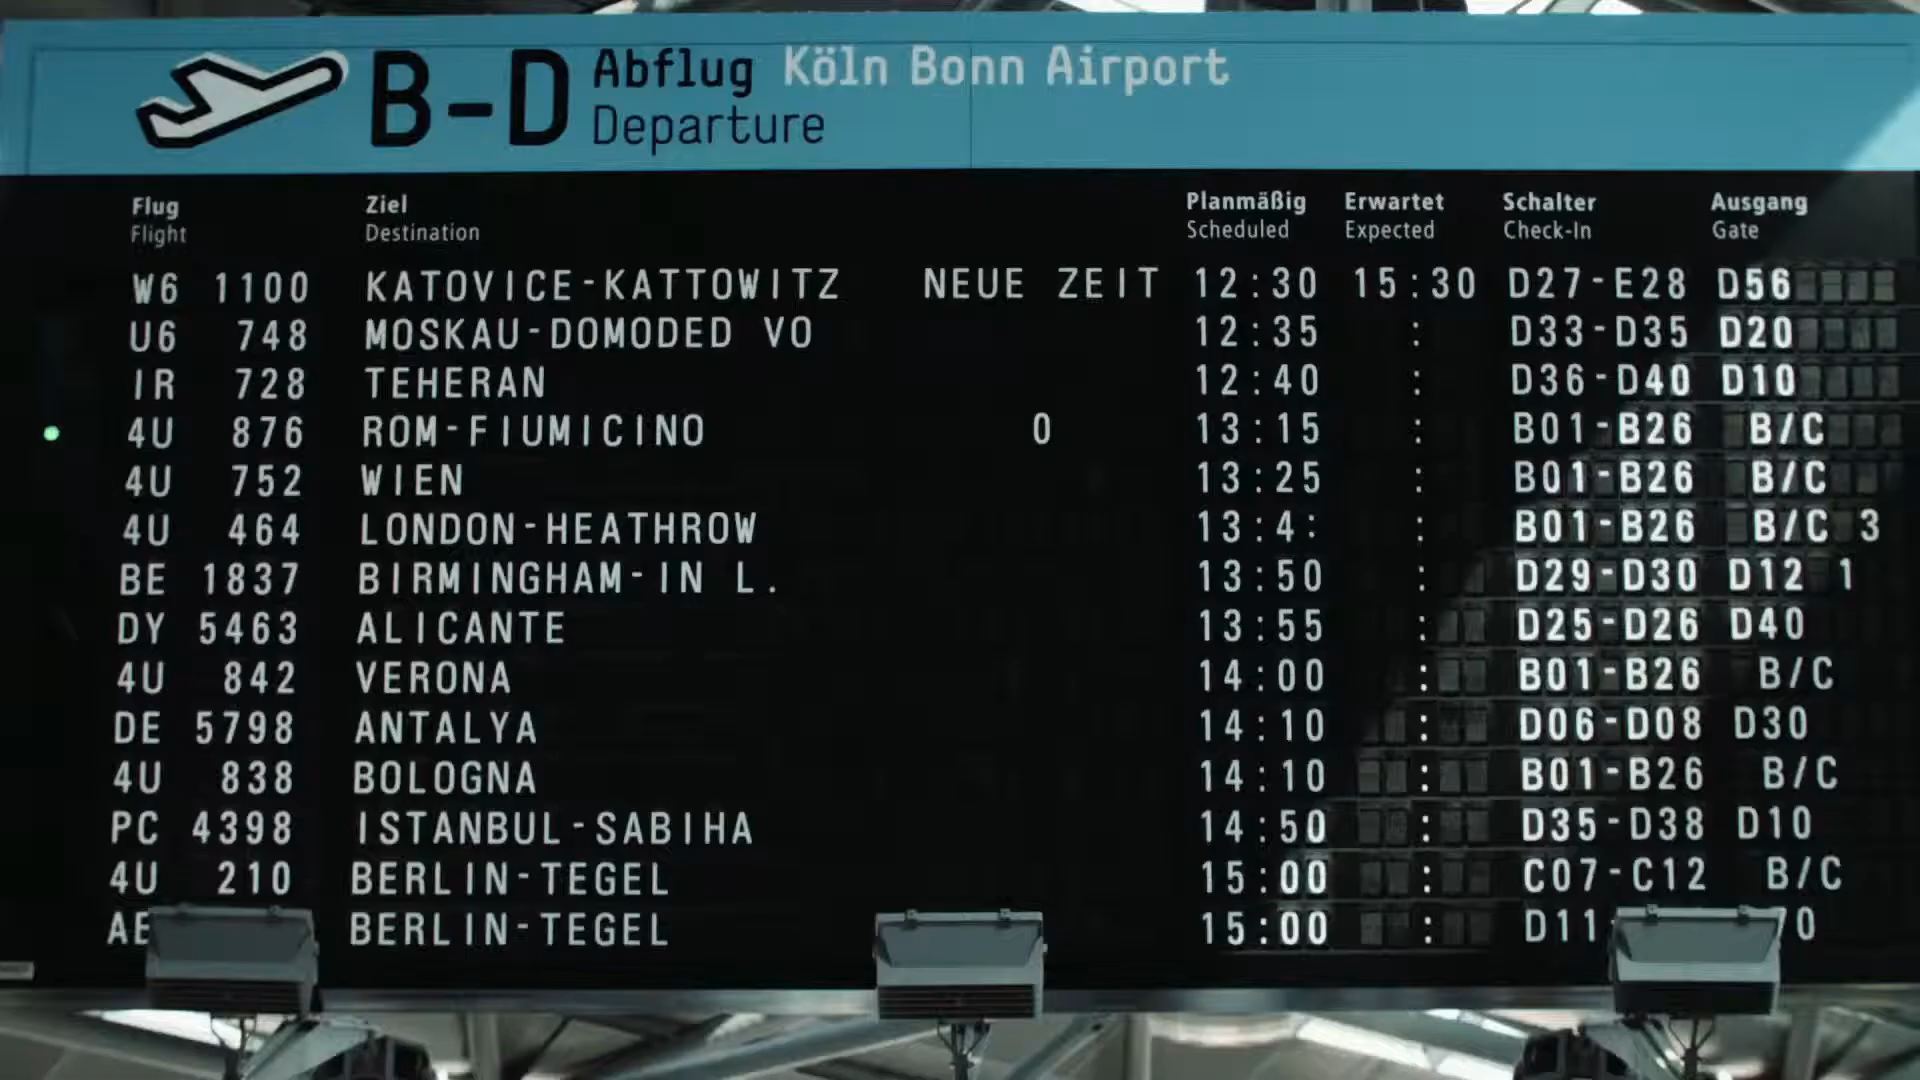 B-D Abflug Köln Bonn Airport
Departure
Flug Ziel Planmäßig Erwartet Schalter Ausgang
Flight Destination Scheduled Expected Check-In Gate
W6 1100 KATOVICE-KATTOWITZ NEUE ZEIT 12:30 15:30 D27-E28 D56
U6 748 MOSKAU-DOMODED VO 12:35 : D33-D35 D20
IR 728 TEHERAN 12:40 : D36-D40 D10
4U 876 ROM-FIUMICINO 0 13:15 : B01-B26 B/C
4U 752 WIEN 13:25 : B01-B26 B/C
4U 464 LONDON-HEATHROW 13:4: : B01-B26 B/C 3
BE 1837 BIRMINGHAM-IN L. 13:50 : D29-D30 D12 1
DY 5463 ALICANTE 13:55 : D25-D26 D40
4U 842 VERONA 14:00 : B01-B26 B/C
DE 5798 ANTALYA 14:10 : D06-D08 D30
4U 838 BOLOGNA 14:10 : B01-B26 B/C
PC 4398 ISTANBUL-SABIHA 14:50 : D35-D38 D10
4U 210 BERLIN-TEGEL 15:00 : C07-C12 B/C
BERLIN-TEGEL 15:00 : D11